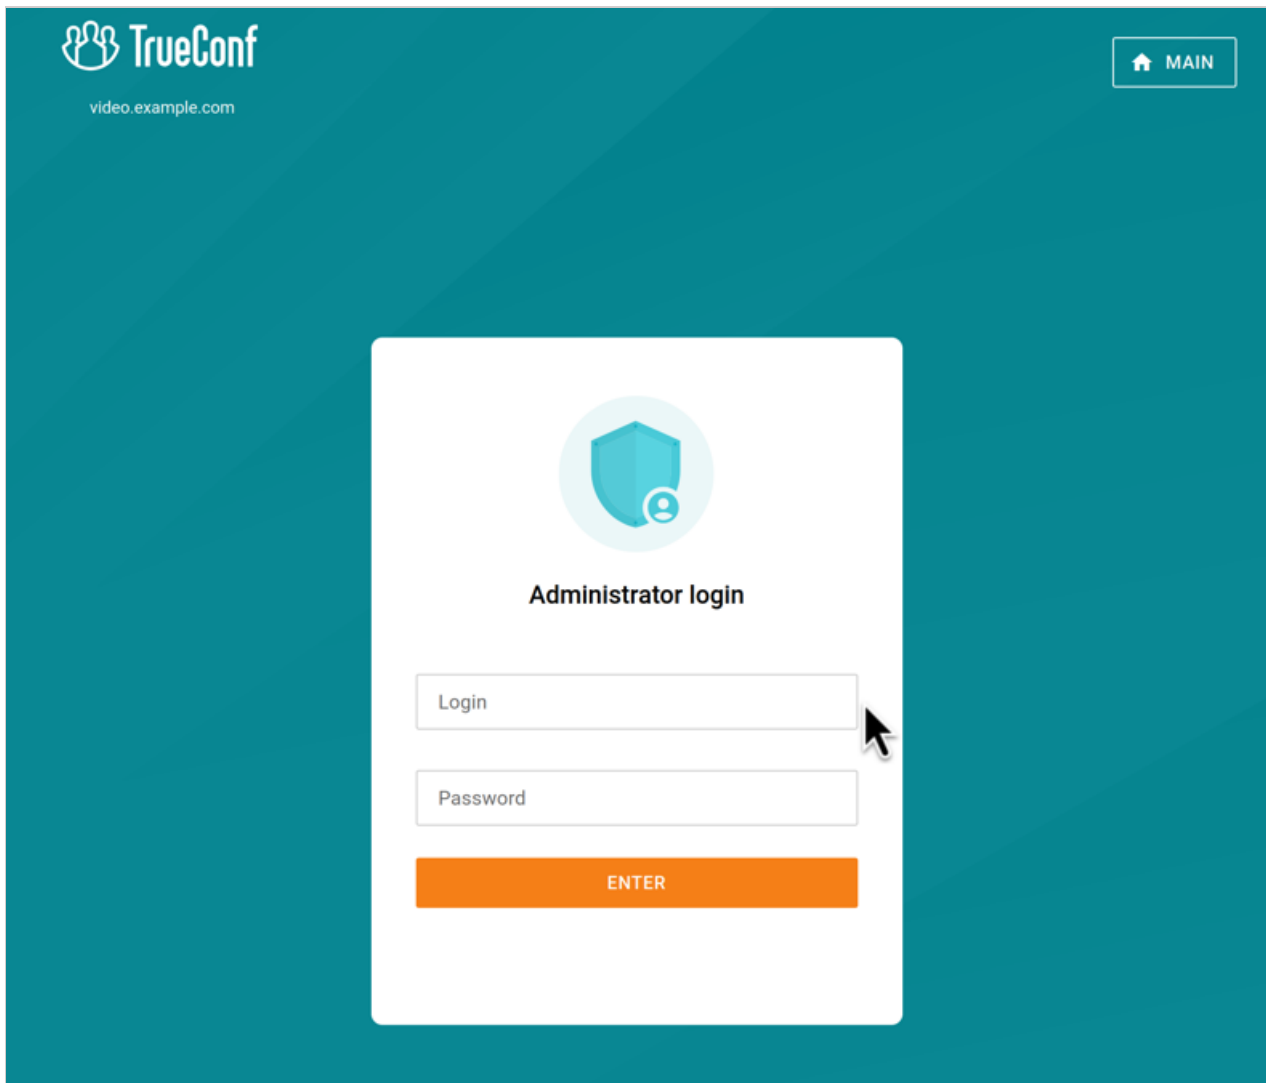 TrueConf
MAIN
video.example.com
Administrator login
Login
Password
ENTER